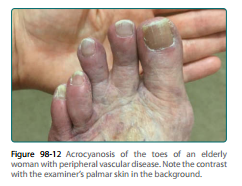 Figure 98-12 Acrocyanosis of the toes of an elderly
woman with peripheral vascular disease. Note the contrast
with the examiner's palmar skin in the background.